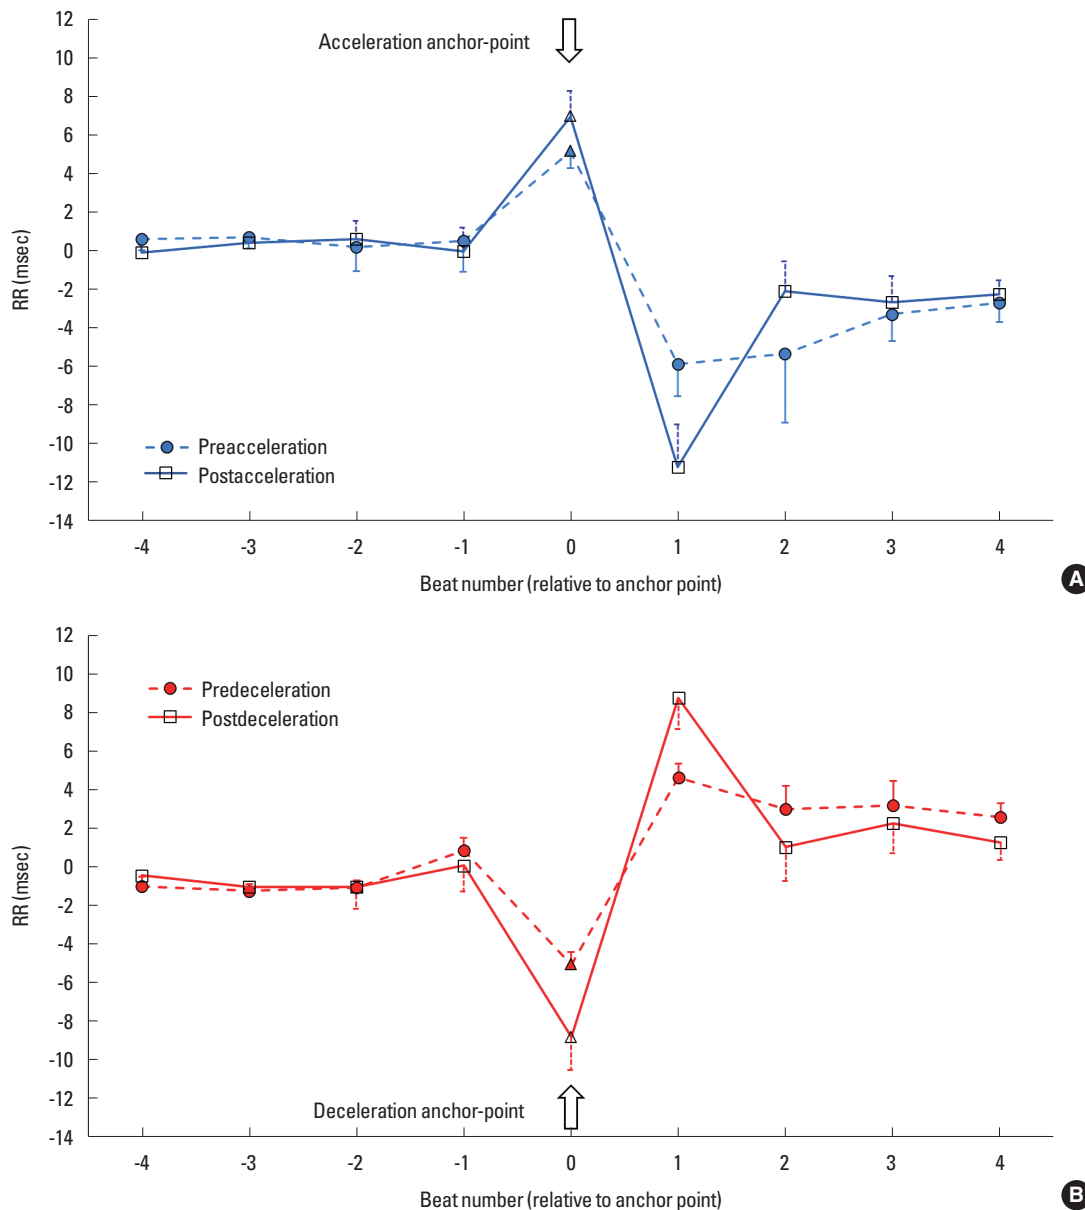 12
10
8
6
4
2
0
-2
-4
-6
-8
-10
-12
-14
RR (msec)
Acceleration anchor-point
Preacceleration
Postacceleration
-4 -3 -2 -1 0 1 2 3 4
Beat number (relative to anchor point)
A
12
10
8
6
4
2
0
-2
-4
-6
-8
-10
-12
-14
RR (msec)
Predeceleration
Postdeceleration
Deceleration anchor-point
-4 -3 -2 -1 0 1 2 3 4
Beat number (relative to anchor point)
B